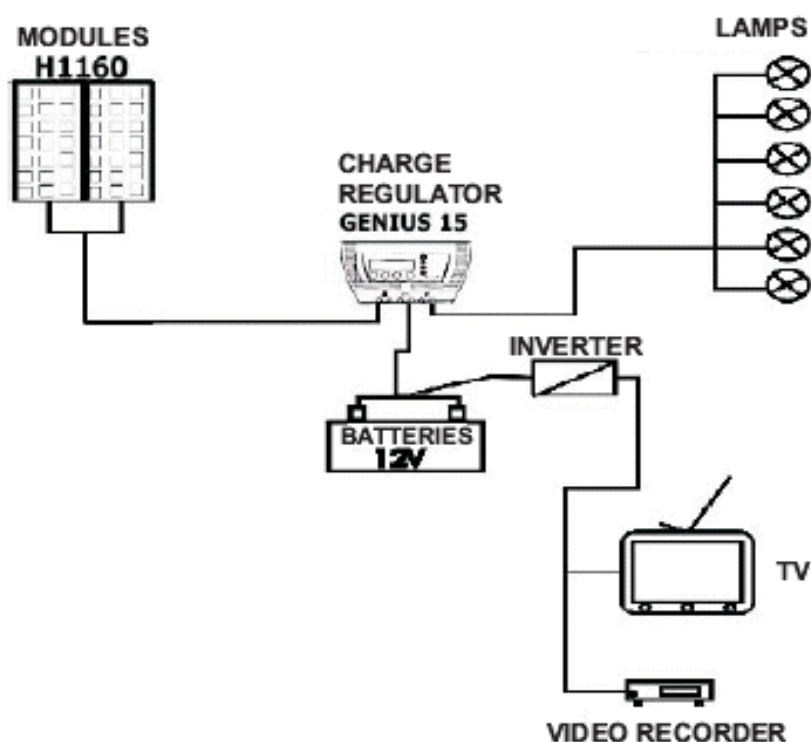 MODULES
H1160
LAMPS
CHARGE
REGULATOR
GENIUS 15
INVERTER
BATTERIES
12V
TV
VIDEO RECORDER